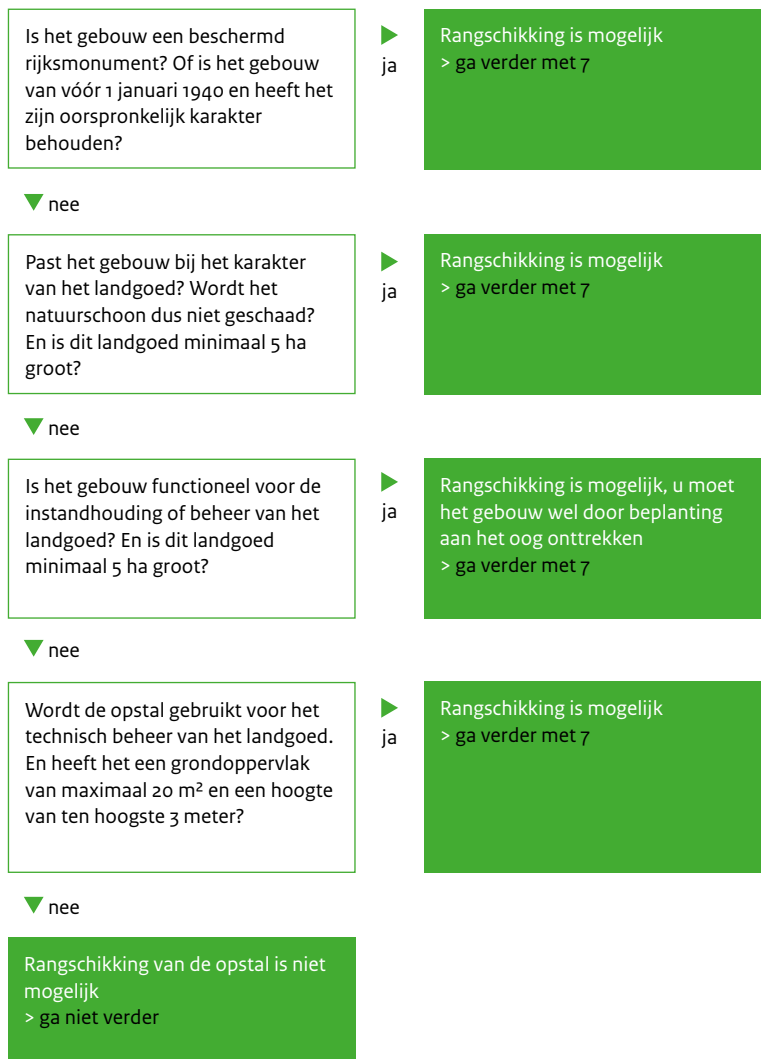 Is het gebouw een beschermd
rijksmonument? Of is het gebouw
van vóór 1 januari 1940 en heeft het
zijn oorspronkelijk karakter
behouden?
ja
Rangschikking is mogelijk
> ga verder met 7
nee
Past het gebouw bij het karakter
van het landgoed? Wordt het
natuurschoon dus niet geschaad?
En is dit landgoed minimaal 5 ha
groot?
ja
Rangschikking is mogelijk
> ga verder met 7
nee
Is het gebouw functioneel voor de
instandhouding of beheer van het
landgoed? En is dit landgoed
minimaal 5 ha groot?
ja
Rangschikking is mogelijk, u moet
het gebouw wel door beplanting
aan het oog onttrekken
> ga verder met 7
nee
Wordt de opstal gebruikt voor het
technisch beheer van het landgoed.
En heeft het een grondoppervlak
van maximaal 20 m² en een hoogte
van ten hoogste 3 meter?
ja
Rangschikking is mogelijk
> ga verder met 7
nee
Rangschikking van de opstal is niet
mogelijk
> ga niet verder